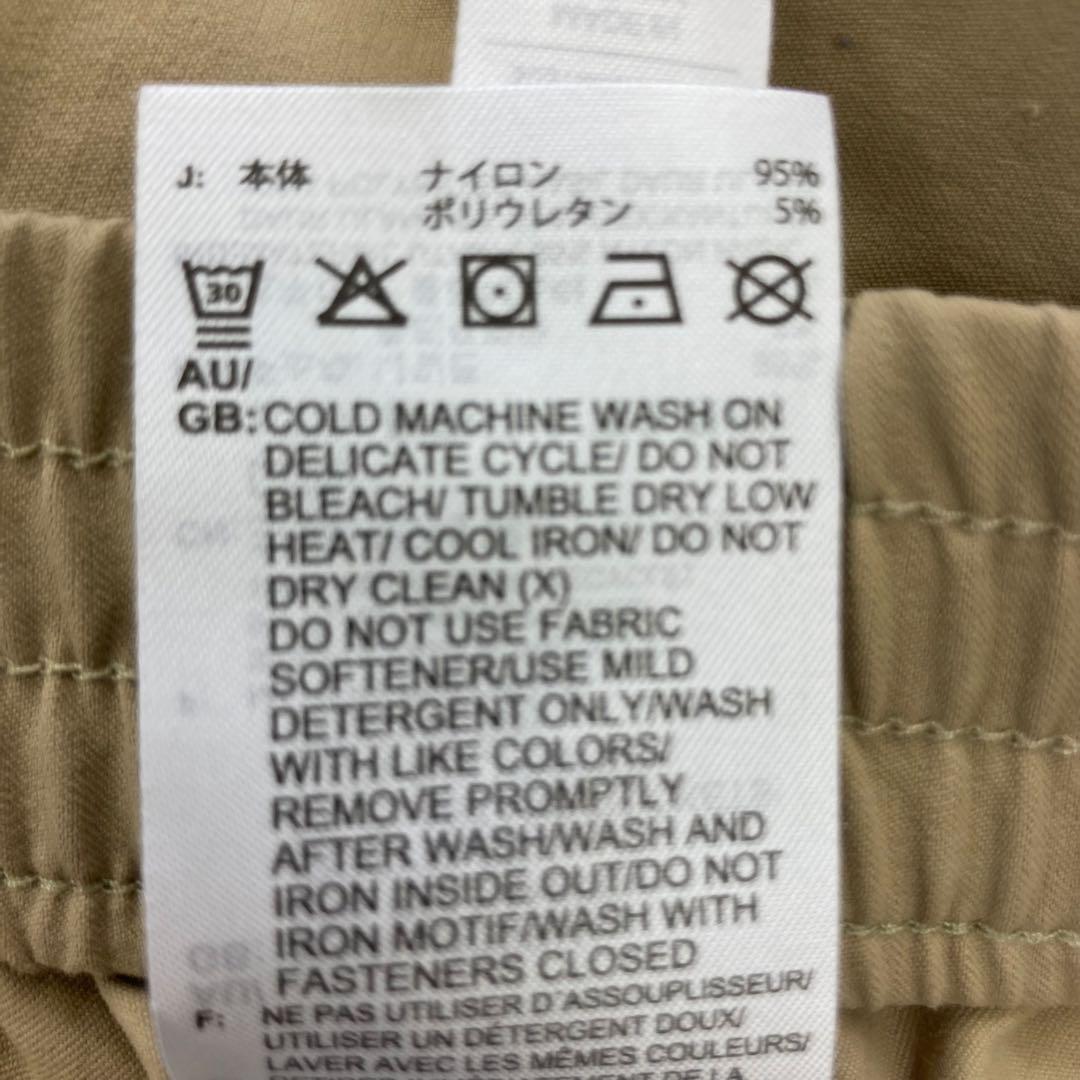 J: 本体 ナイロン 95%
ポリウレタン 5%
30
AU/
GB: COLD MACHINE WASH ON
DELICATE CYCLE/ DO NOT
BLEACH/ TUMBLE DRY LOW
HEAT/ COOL IRON/ DO NOT
DRY CLEAN (X)
DO NOT USE FABRIC
SOFTENER/USE MILD
DETERGENT ONLY/WASH
WITH LIKE COLORS/
REMOVE PROMPTLY
AFTER WASH/WASH AND
IRON INSIDE OUT/DO NOT
IRON MOTIF/WASH WITH
FASTENERS CLOSED
F: NE PAS UTILISER D'ASSOUPLISSEUR/
UTILISER UN DÉTERGENT DOUX/
LAVER AVEC LES MÊMES COULEURS/